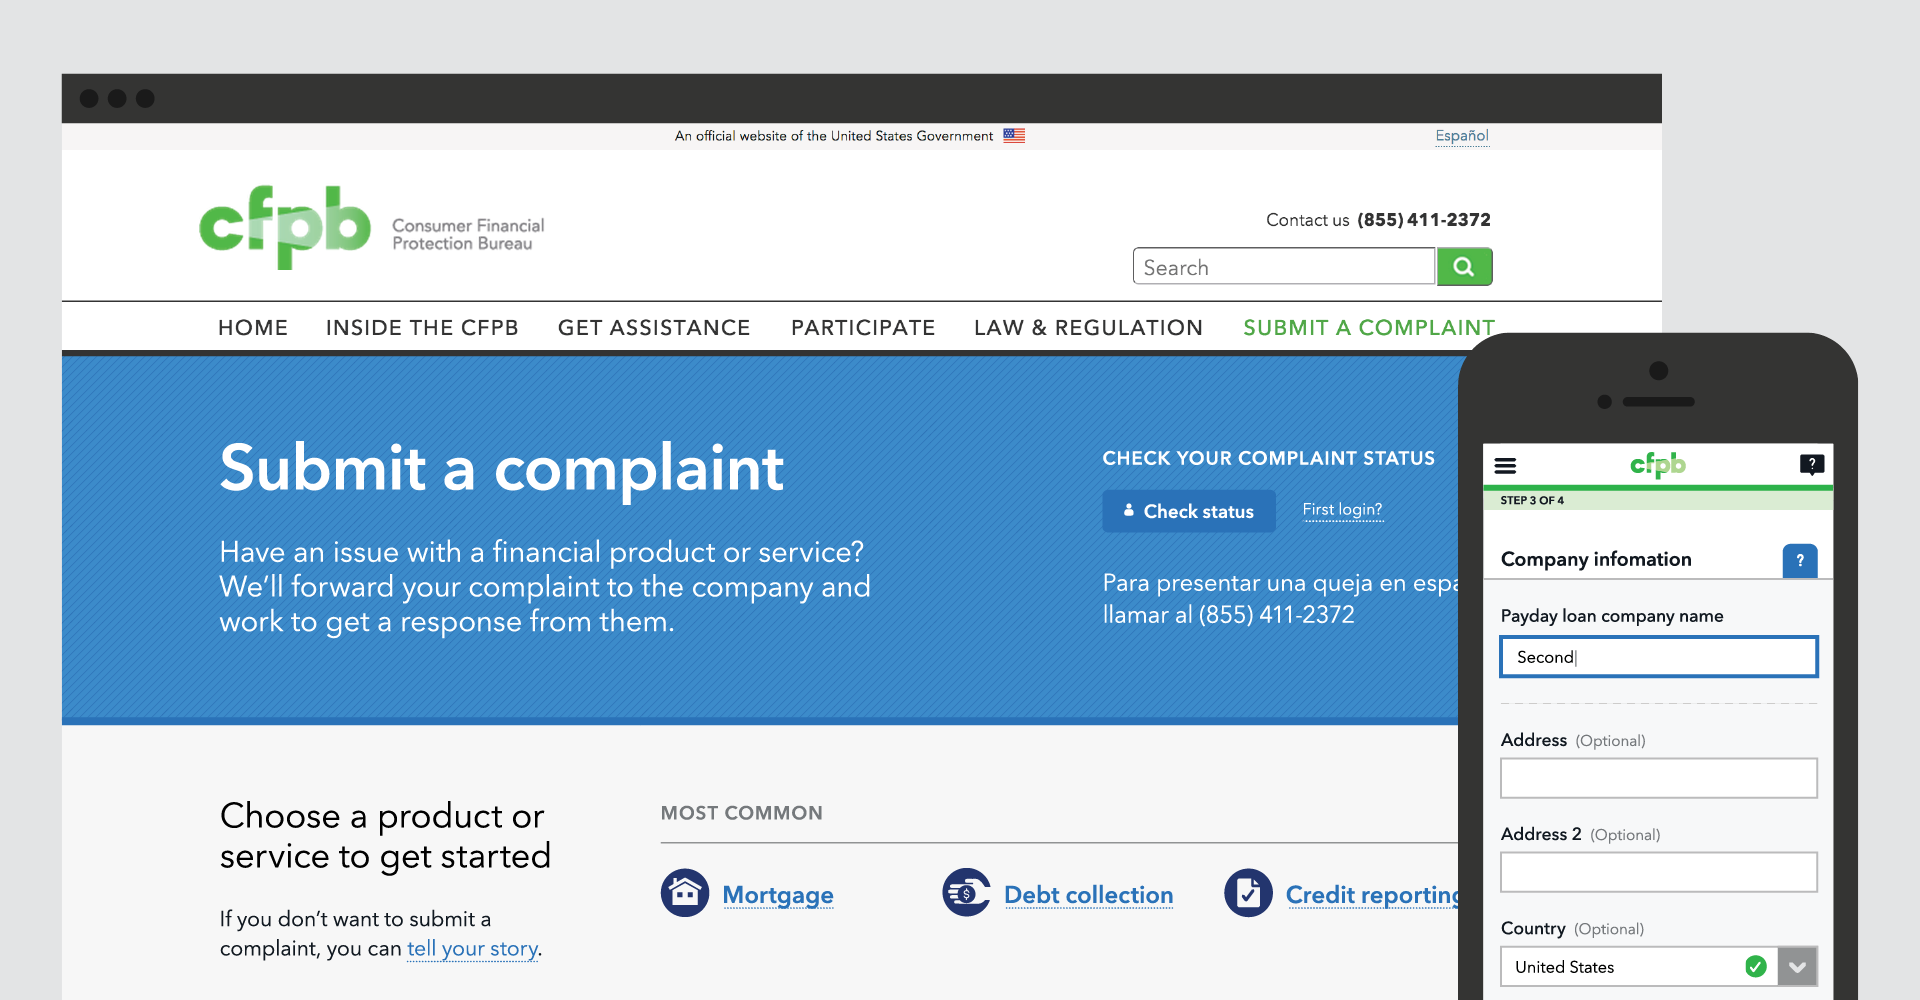 An official website of the United States Government
Español
cfpb
Consumer Financial
Protection Bureau
Contact us (855) 411-2372
Search
HOME INSIDE THE CFPB GET ASSISTANCE PARTICIPATE LAW & REGULATION SUBMIT A COMPLAINT
Submit a complaint
Have an issue with a financial product or service?
We'll forward your complaint to the company and
work to get a response from them.
CHECK YOUR COMPLAINT STATUS
Check status First login?
Para presentar una queja en espa
llamar al (855) 411-2372
Choose a product or
service to get started
If you don't want to submit a
complaint, you can tell your story.
MOST COMMON
Mortgage Debt collection Credit reporting
cfpb ?
STEP 3 OF 4
Company infomation ?
Payday loan company name
Second
Address (Optional)
Address 2 (Optional)
Country (Optional)
United States